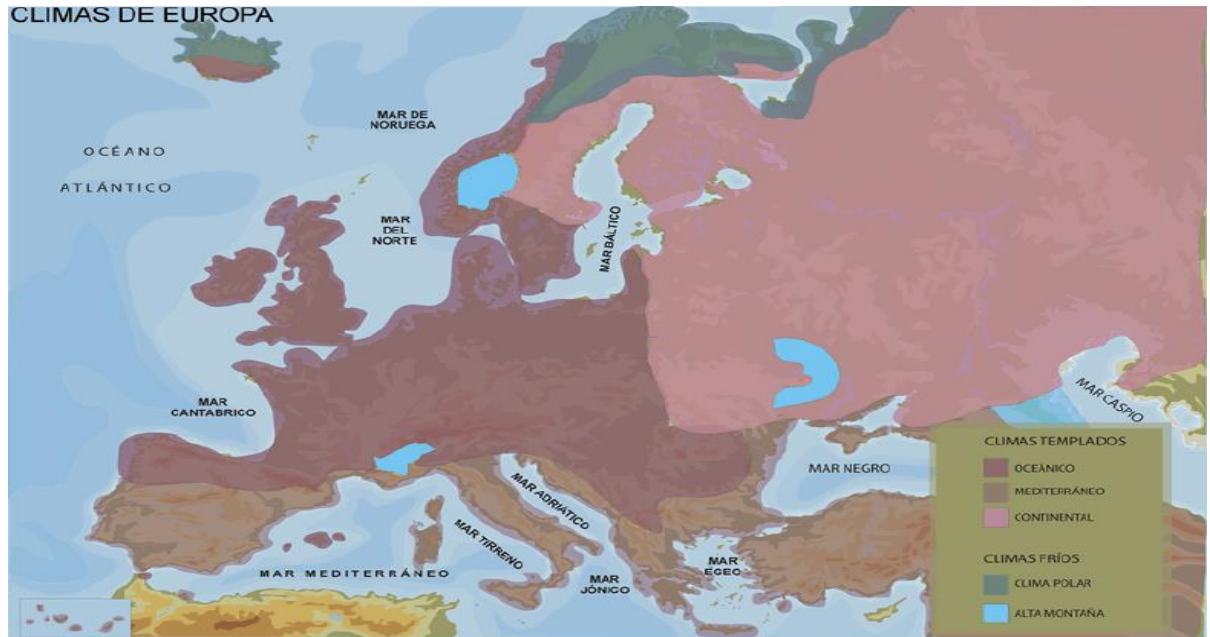 CLIMAS DE EUROPA
MAR DE
NORUEGA
OCÉANO
ATLÁNTICO
MAR
DEL
NORTE
MAR BÁLTICO
MAR
CANTABRICO
MAR CASPIO
MAR NEGRO
MAR ADRIÁTICO
MAR TIRRENO
MAR
EGEO
MAR MEDITERRÁNEO
MAR
JÓNICO
CLIMAS TEMPLADOS
OCEÁNICO
MEDITERRÁNEO
CONTINENTAL
CLIMAS FRÍOS
CLIMA POLAR
ALTA MONTAÑA